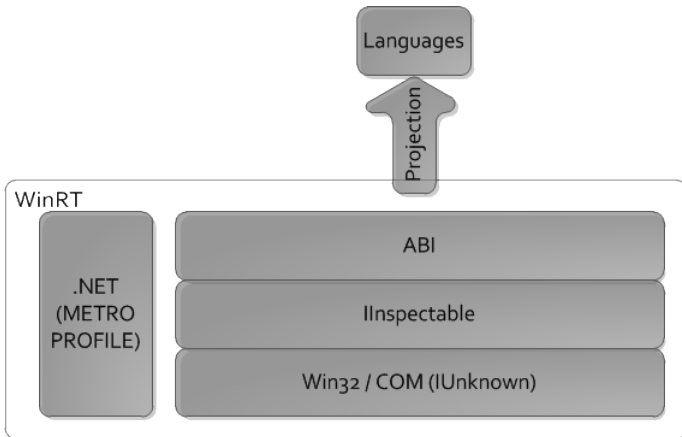 Languages
Projection
WinRT
.NET
(METRO
PROFILE)
ABI
IInspectable
Win32 / COM (IUnknown)